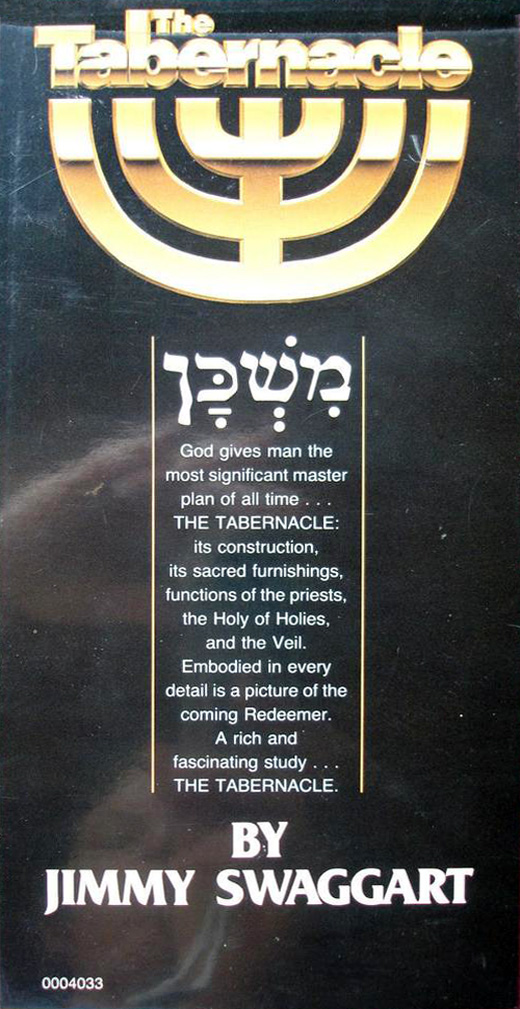 The
Tabernacle
מִשְׁכָּן
God gives man the
most significant master
plan of all time . . .
THE TABERNACLE:
its construction,
its sacred furnishings,
functions of the priests,
the Holy of Holies,
and the Veil.
Embodied in every
detail is a picture of the
coming Redeemer.
A rich and
fascinating study . . .
THE TABERNACLE.
BY
JIMMY SWAGGART
0004033